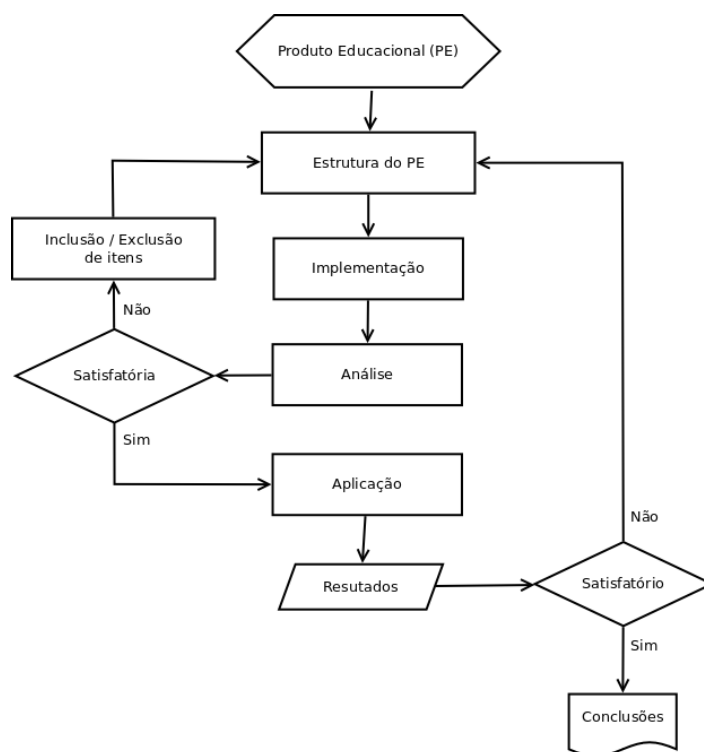 Produto Educacional (PE)
Estrutura do PE
Inclusão / Exclusão
de itens
Implementação
Não
Satisfatória
Análise
Sim
Aplicação
Não
Resutados
Satisfatório
Sim
Conclusões